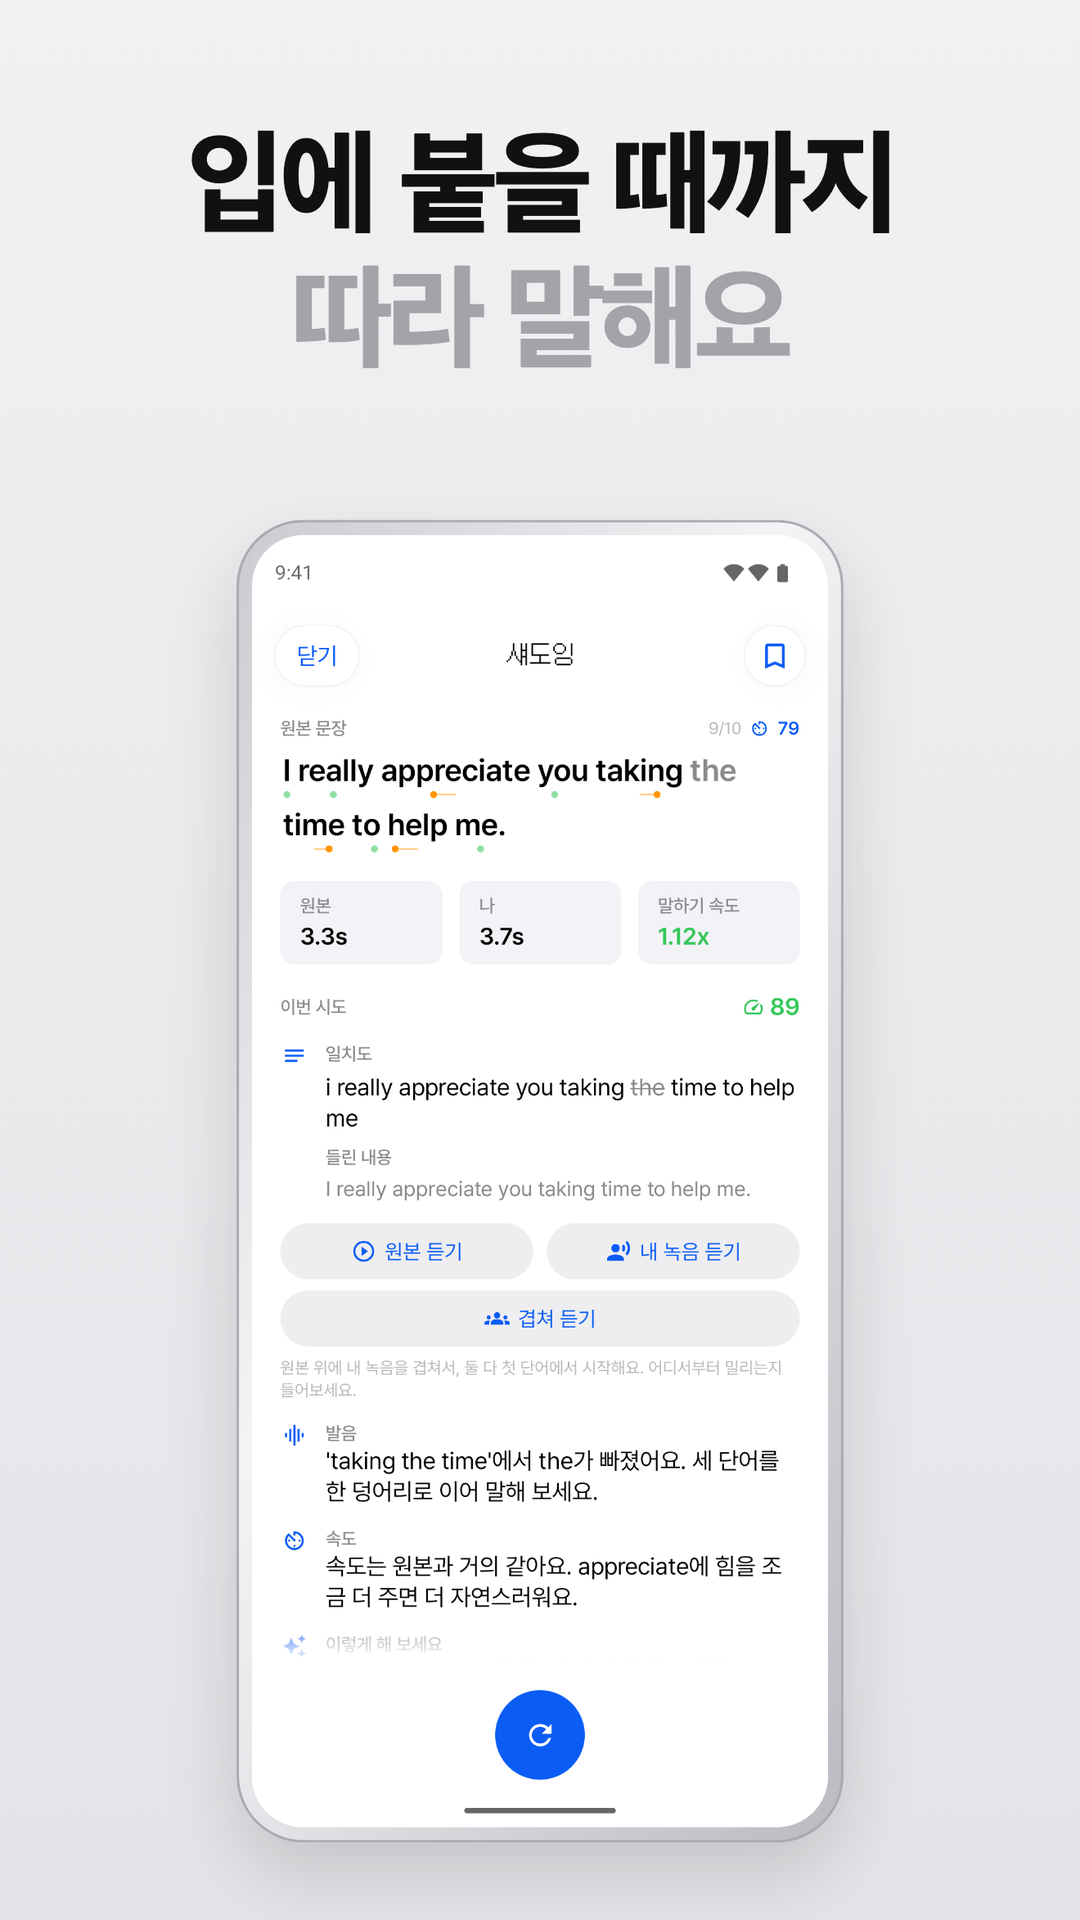 입에 붙을 때까지
따라 말해요
9:41
닫기
섀도잉
원본 문장
9/10 79
I really appreciate you taking the
time to help me.
원본
3.3s
나
3.7s
말하기 속도
1.12x
이번 시도
89
일치도
i really appreciate you taking the time to help
me
들린 내용
I really appreciate you taking time to help me.
원본 듣기
내 녹음 듣기
겹쳐 듣기
원본 위에 내 녹음을 겹쳐서, 둘 다 첫 단어에서 시작해요. 어디서부터 밀리는지
들어보세요.
발음
'taking the time'에서 the가 빠졌어요. 세 단어를
한 덩어리로 이어 말해 보세요.
속도
속도는 원본과 거의 같아요. appreciate에 힘을 조
금 더 주면 더 자연스러워요.
이렇게 해 보세요